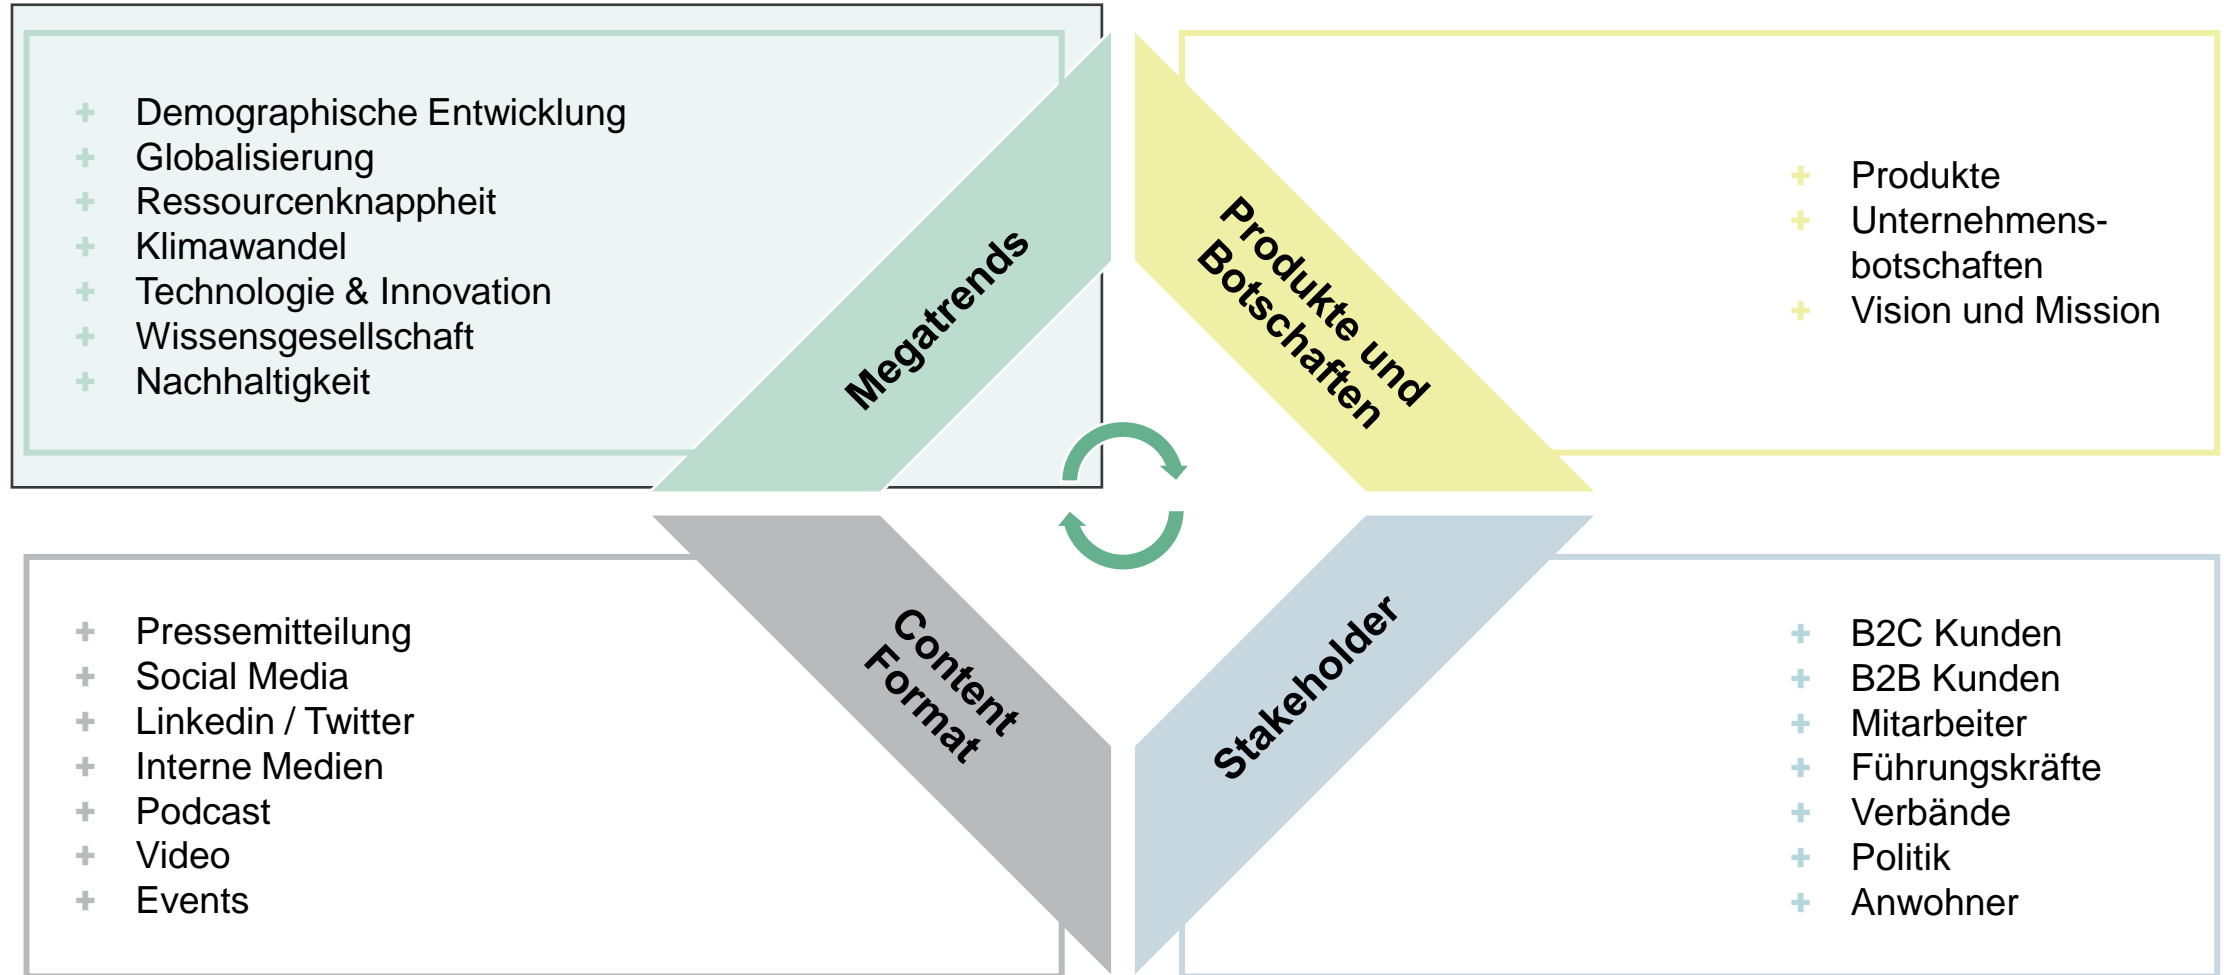 Demographische Entwicklung
Globalisierung
Ressourcenknappheit
Klimawandel
Technologie & Innovation
Wissensgesellschaft
Nachhaltigkeit
Megatrends
Produkte und
Botschaften
Produkte
Unternehmens-
botschaften
Vision und Mission
Pressemitteilung
Social Media
Linkedin / Twitter
Interne Medien
Podcast
Video
Events
Content
Format
Stakeholder
B2C Kunden
B2B Kunden
Mitarbeiter
Führungskräfte
Verbände
Politik
Anwohner